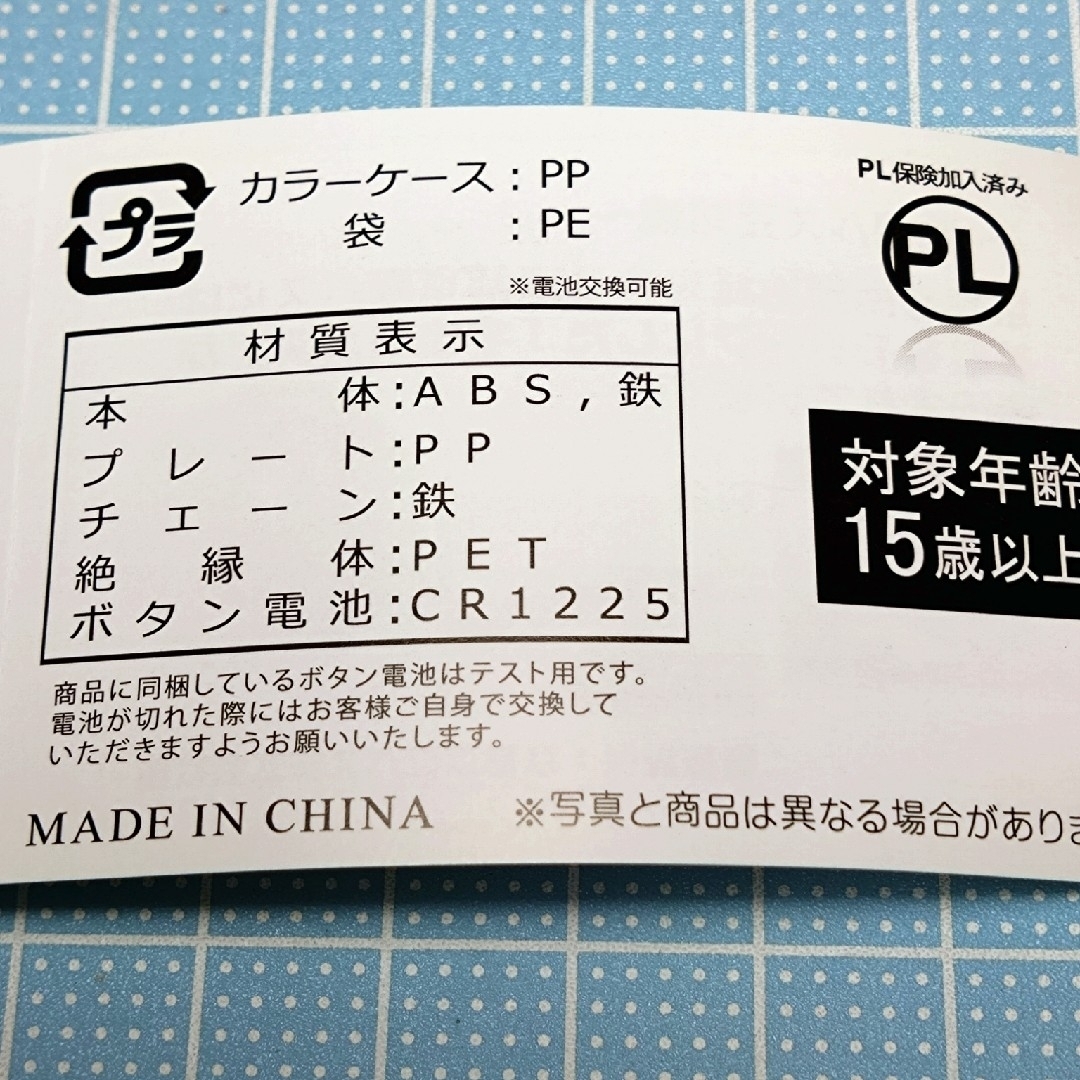 プラ
カラーケース：PP
袋：PE
※電池交換可能
材質表示
本体：ABS,鉄
プレート：PP
チェーン：鉄
絶縁体：PET
ボタン電池：CR1225
商品に同梱しているボタン電池はテスト用です。
電池が切れた際にはお客様ご自身で交換して
いただきますようお願いいたします。
MADE IN CHINA
※写真と商品は異なる場合があり
PL保険加入済み
PL
対象年齢
15歳以上